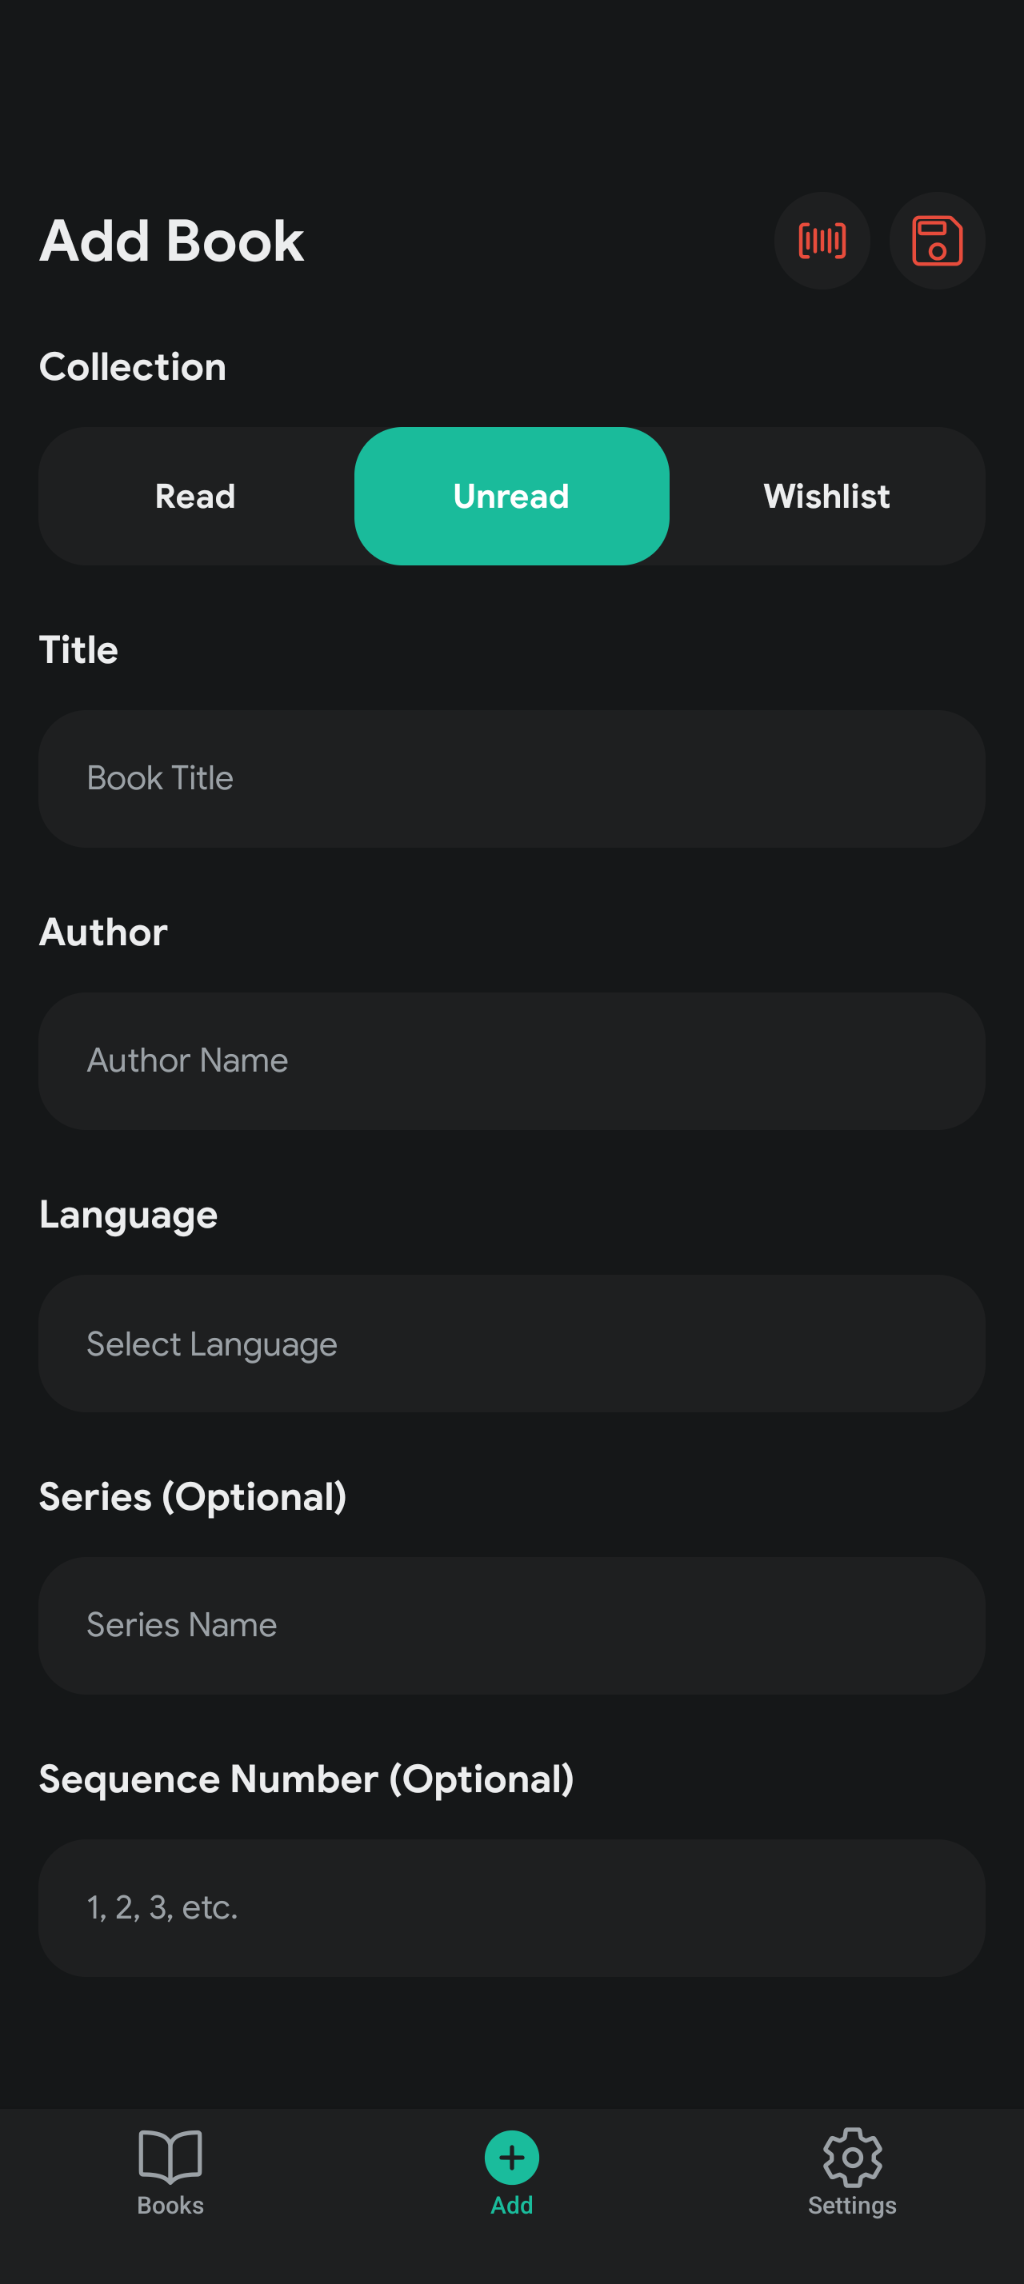 Add Book
Collection
Read Unread Wishlist
Title
Book Title
Author
Author Name
Language
Select Language
Series (Optional)
Series Name
Sequence Number (Optional)
1, 2, 3, etc.
Books Add Settings